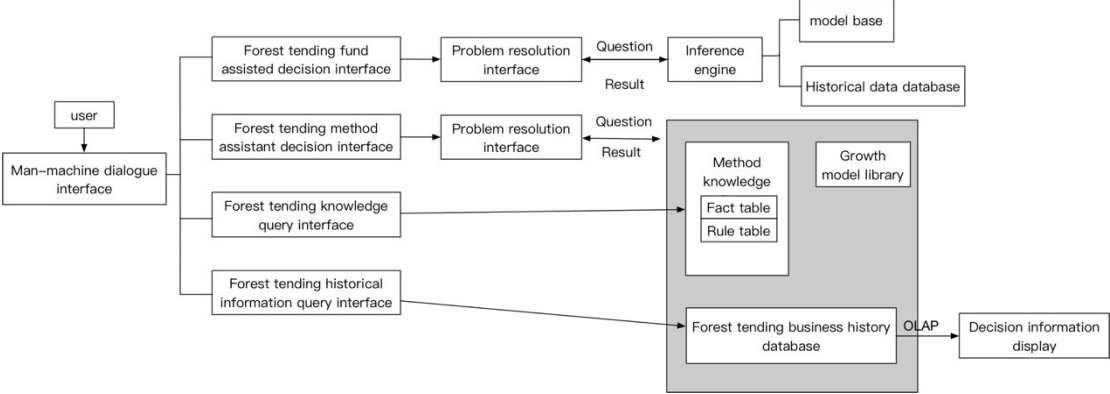 model base
Forest tending fund
assisted decision interface
Problem resolution
interface
Question
Result
Inference
engine
Historical data database
user
Man-machine dialogue
interface
Forest tending method
assistant decision interface
Problem resolution
interface
Question
Result
Method
knowledge
Fact table
Rule table
Growth
model library
Forest tending knowledge
query interface
Forest tending historical
information query interface
Forest tending business history
database
OLAP
Decision information
display